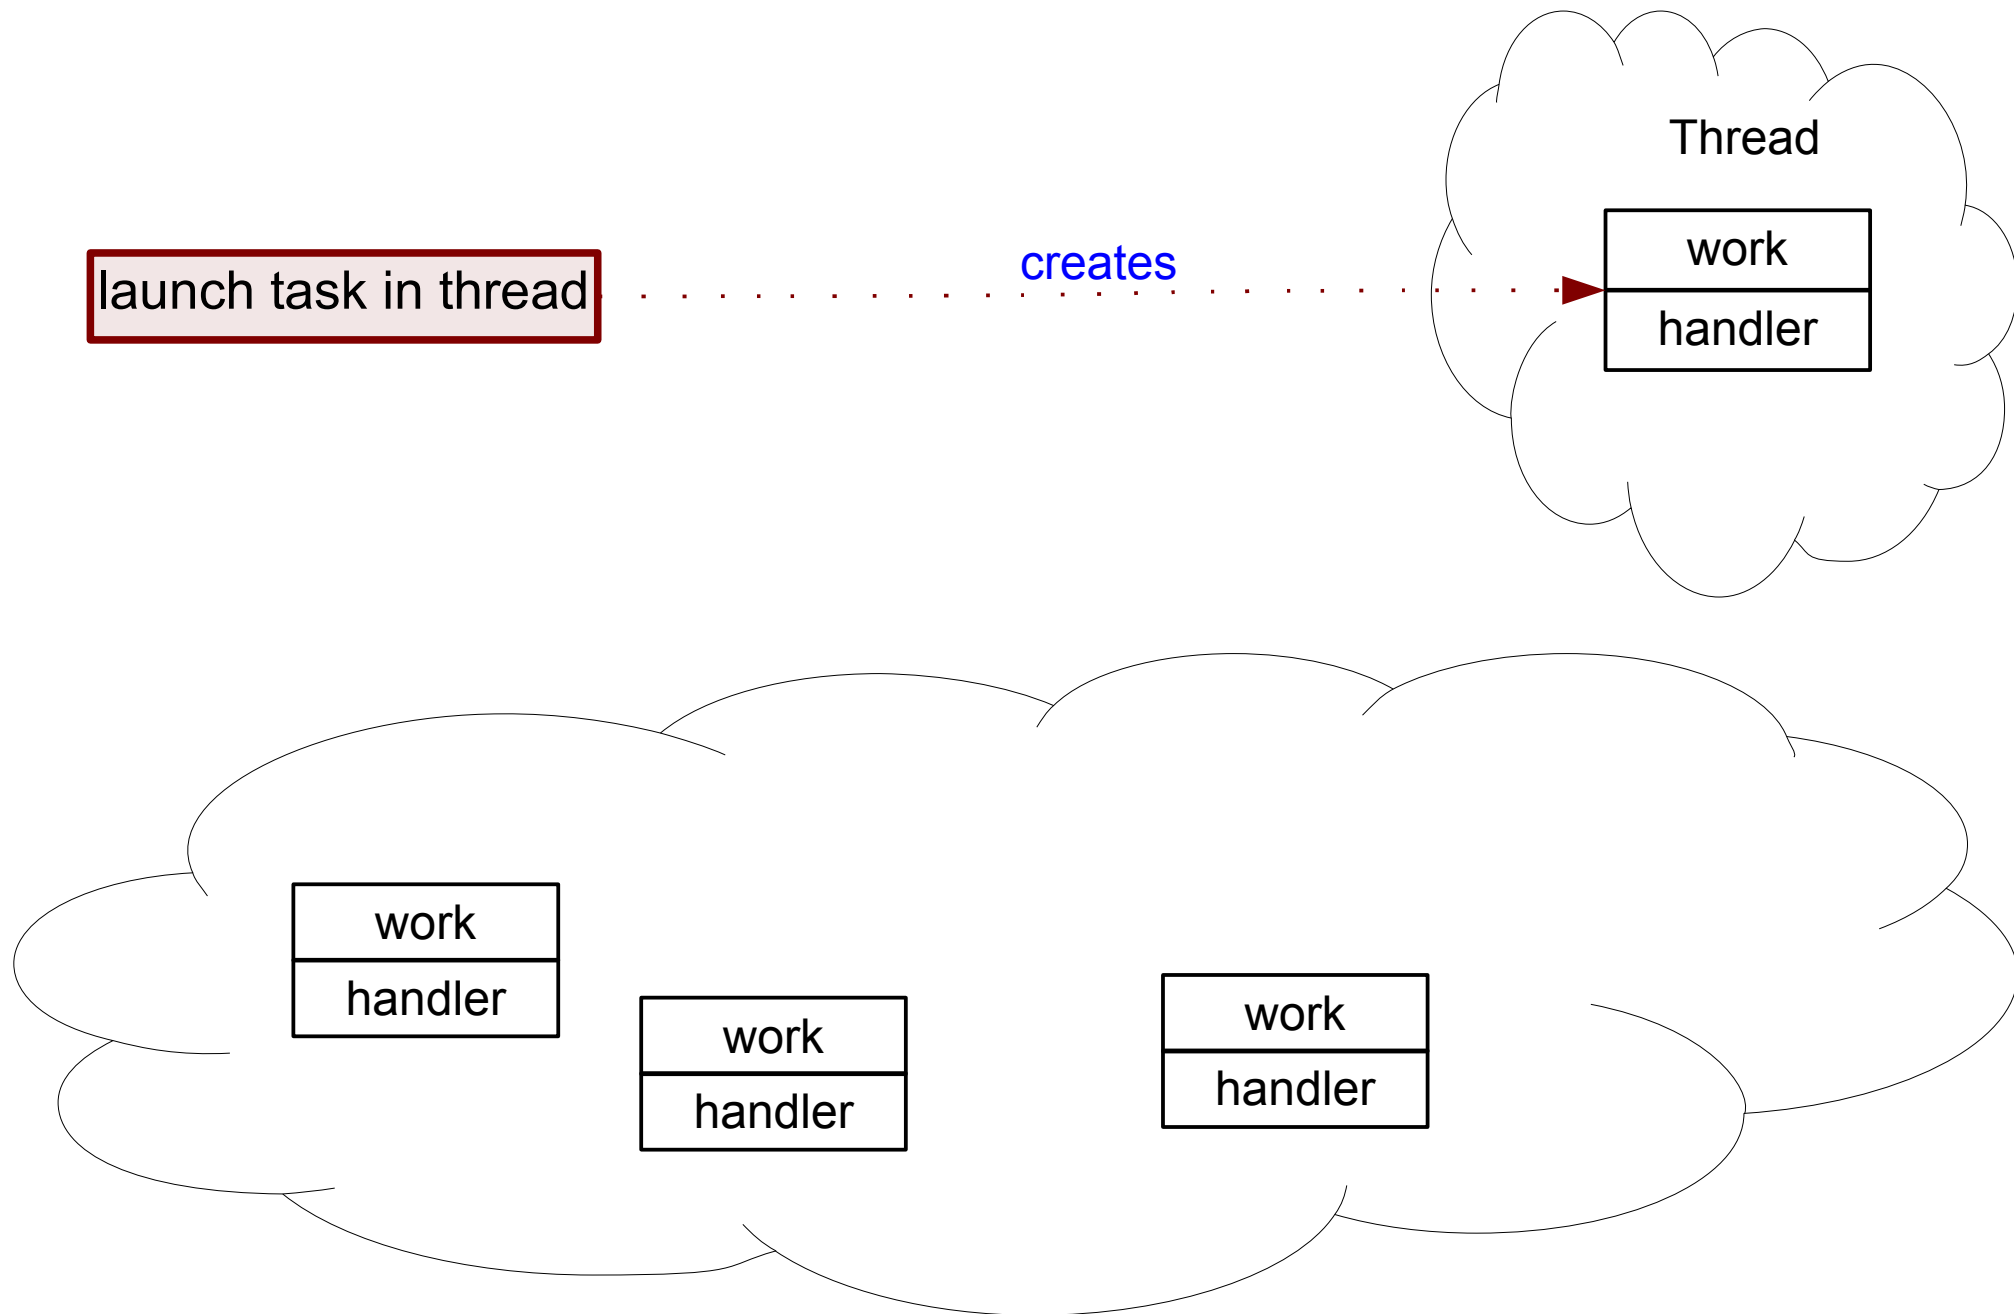 Thread
work
handler
launch task in thread
creates
work
handler
work
handler
work
handler